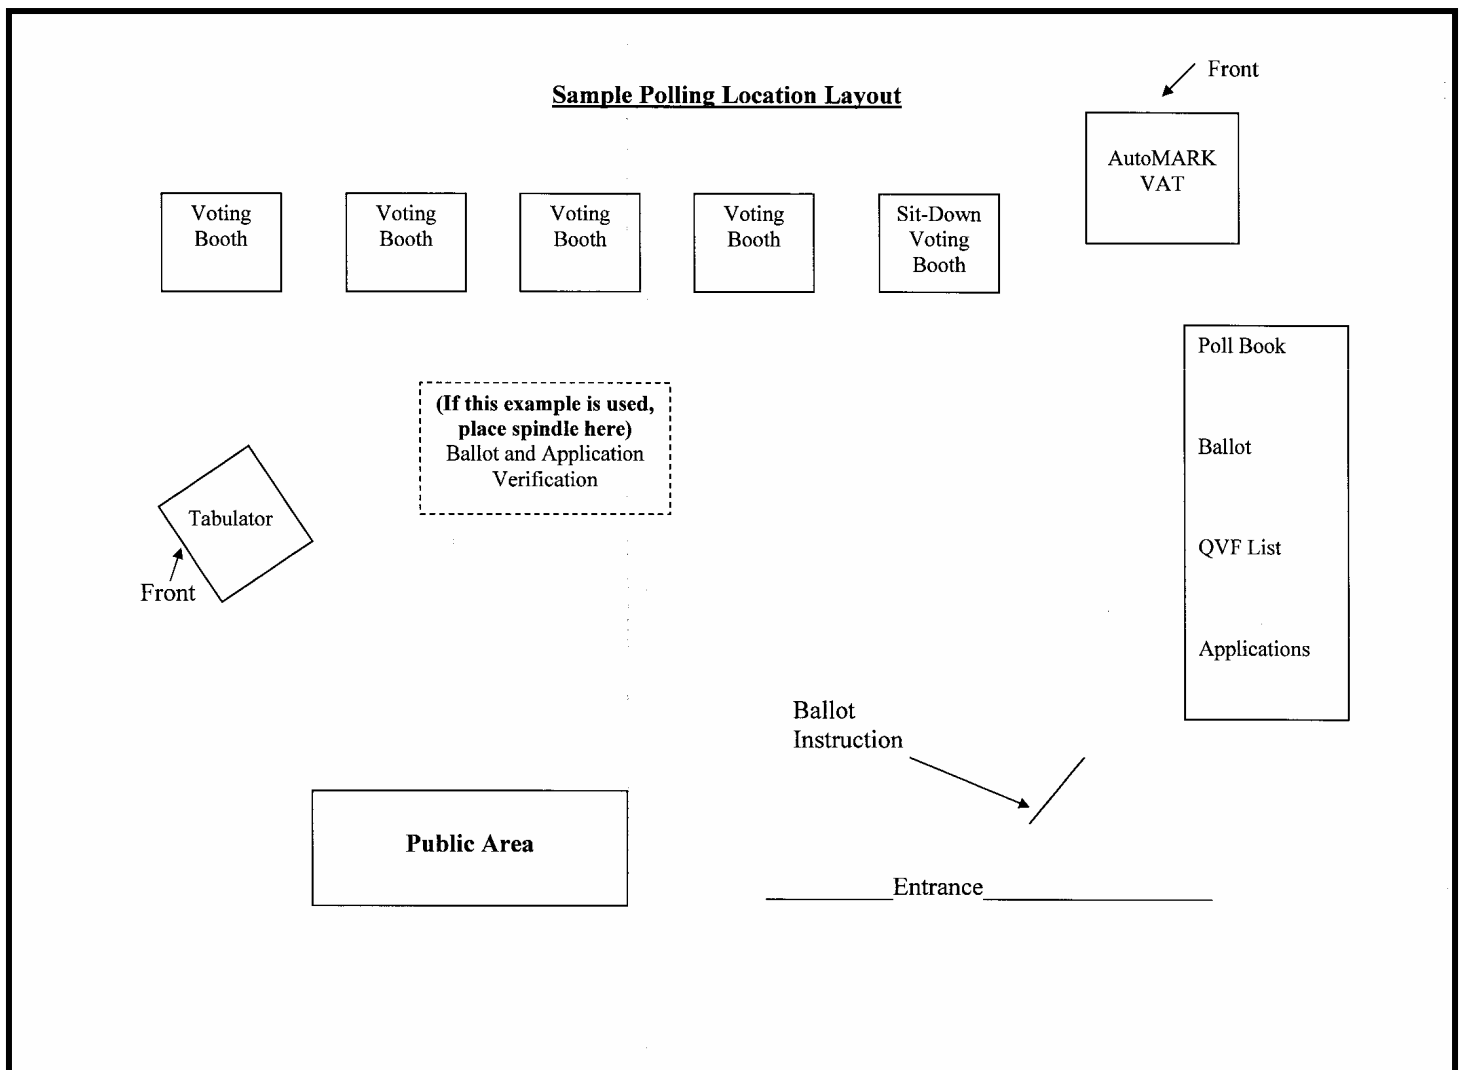 Front
Sample Polling Location Layout
AutoMARK
VAT
Voting
Booth
Voting
Booth
Voting
Booth
Voting
Booth
Sit-Down
Voting
Booth
Poll Book
Ballot
QVF List
Applications
(If this example is used,
place spindle here)
Ballot and Application
Verification
Tabulator
Front
Ballot
Instruction
Public Area
Entrance